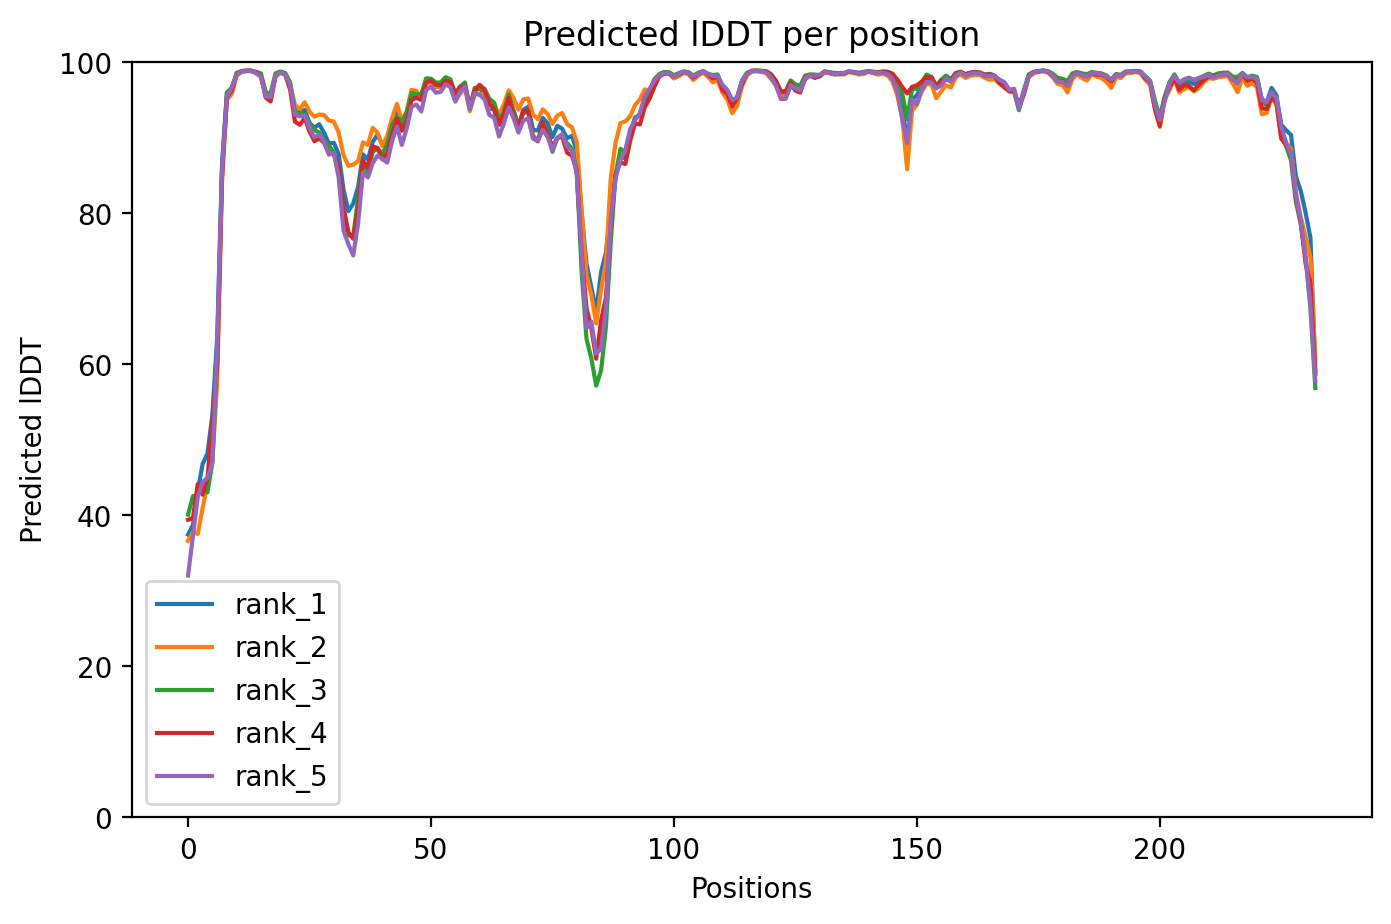 Predicted lDDT per position
100
80
60
40
20
0
Predicted lDDT
rank_1
rank_2
rank_3
rank_4
rank_5
0 50 100 150 200
Positions